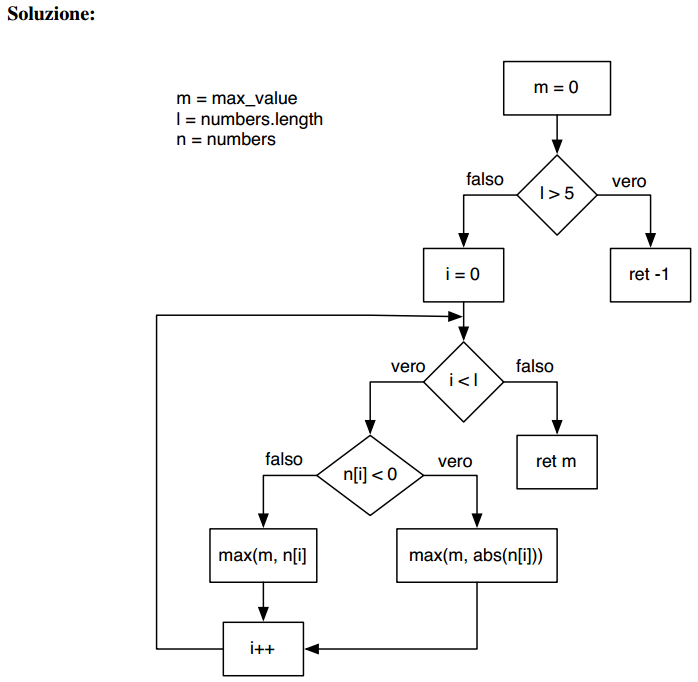 Soluzione:
m = max_value
l = numbers.length
n = numbers
m = 0
l > 5
falso
vero
i = 0
ret -1
i < l
vero
falso
n[i] < 0
ret m
falso
vero
max(m, n[i]
max(m, abs(n[i]))
i++